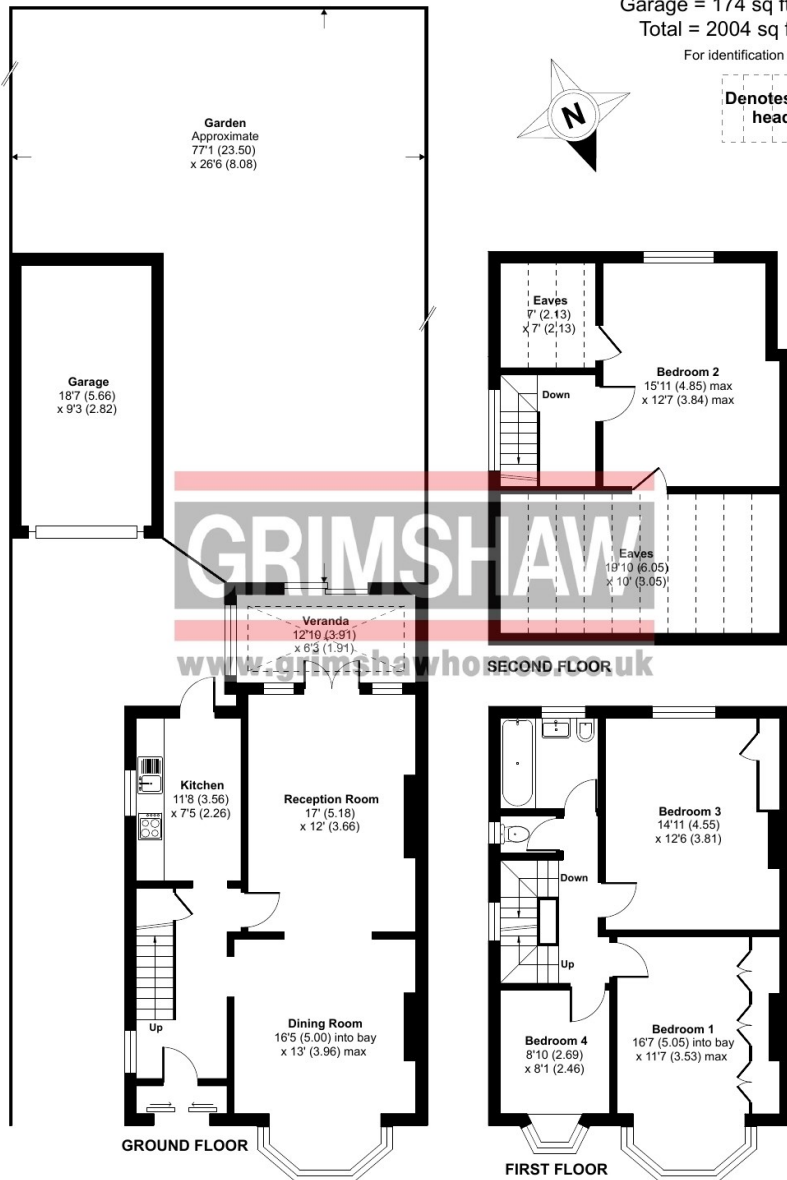 Garage = 174 sq ft
Total = 2004 sq f
For identification
Denotes
head
N
Garden
Approximate
77'1 (23.50)
x 26'6 (8.08)
Garage
18'7 (5.66)
x 9'3 (2.82)
Eaves
7' (2.13)
x 7' (2.13)
Down
Bedroom 2
15'11 (4.85) max
x 12'7 (3.84) max
Eaves
19'10 (6.05)
x 10' (3.05)
SECOND FLOOR
GRIMSHAW
www.grimshawhomes.co.uk
Veranda
12'10 (3.91)
x 6'3 (1.91)
Kitchen
11'8 (3.56)
x 7'5 (2.26)
Reception Room
17' (5.18)
x 12' (3.66)
Up
Dining Room
16'5 (5.00) into bay
x 13' (3.96) max
GROUND FLOOR
Bedroom 3
14'11 (4.55)
x 12'6 (3.81)
Down
Up
Bedroom 4
8'10 (2.69)
x 8'1 (2.46)
Bedroom 1
16'7 (5.05) into bay
x 11'7 (3.53) max
FIRST FLOOR